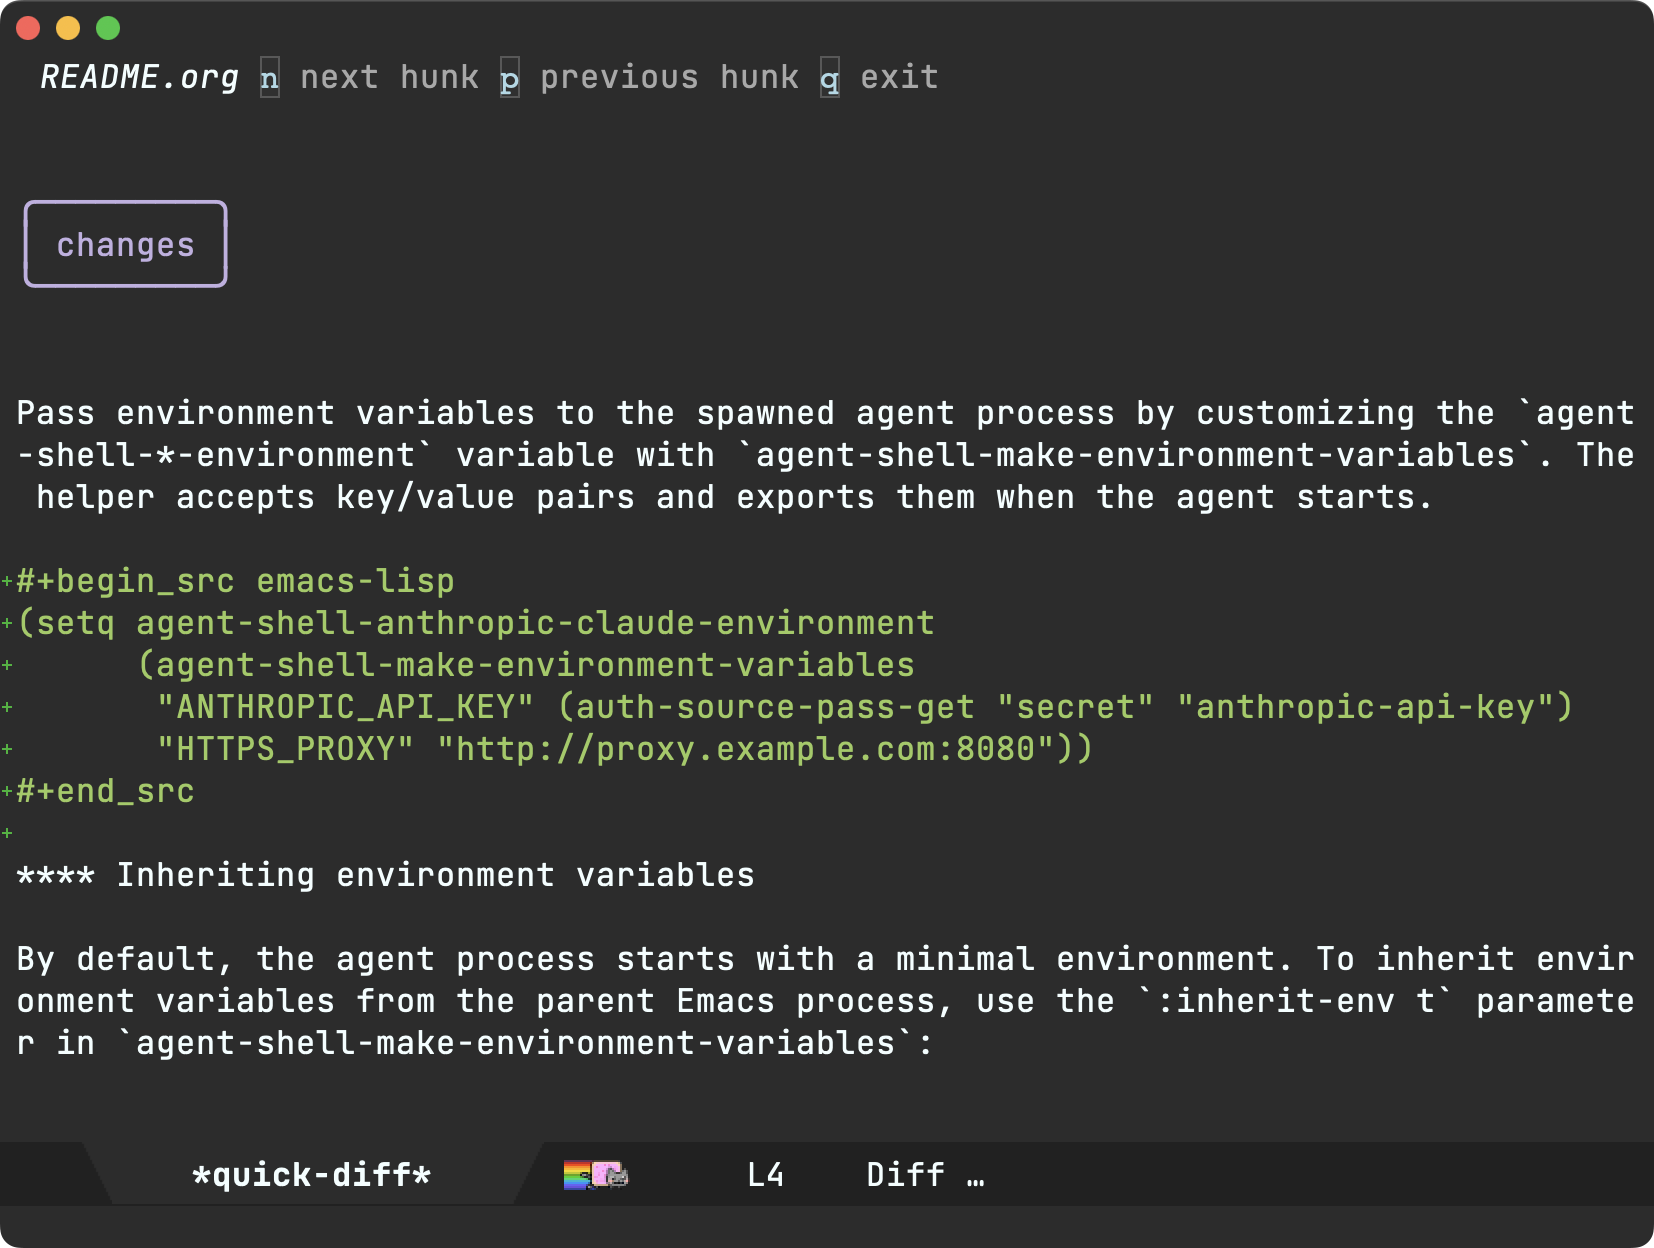 README.org n next hunk p previous hunk q exit
changes
Pass environment variables to the spawned agent process by customizing the `agent
-shell-*-environment` variable with `agent-shell-make-environment-variables`. The
 helper accepts key/value pairs and exports them when the agent starts.
+#+begin_src emacs-lisp
+(setq agent-shell-anthropic-claude-environment
+      (agent-shell-make-environment-variables
+       "ANTHROPIC_API_KEY" (auth-source-pass-get "secret" "anthropic-api-key")
+       "HTTPS_PROXY" "http://proxy.example.com:8080"))
+#+end_src
+
**** Inheriting environment variables
By default, the agent process starts with a minimal environment. To inherit envir
onment variables from the parent Emacs process, use the `:inherit-env t` paramete
r in `agent-shell-make-environment-variables`:
*quick-diff* L4 Diff …